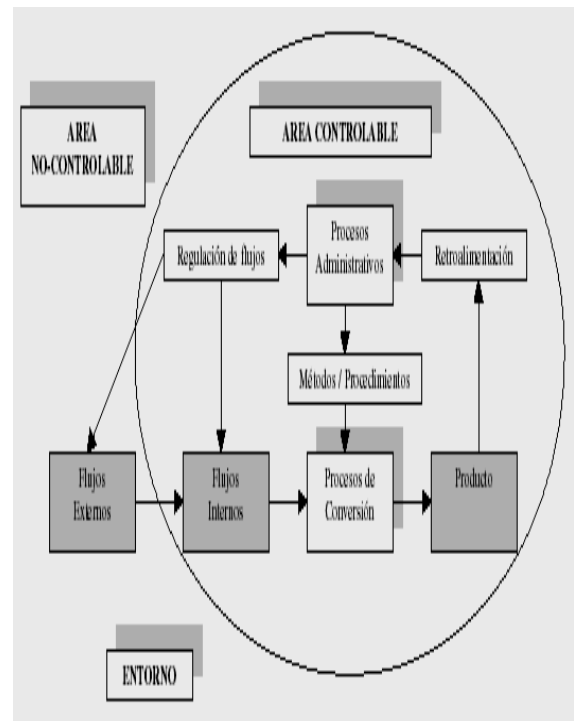 AREA
NO-CONTROLABLE
AREA CONTROLABLE
Regulación de flujos
Procesos
Administrativos
Retroalimentación
Métodos / Procedimientos
Flujos
Externos
Flujos
Internos
Procesos de
Conversión
Producto
ENTORNO